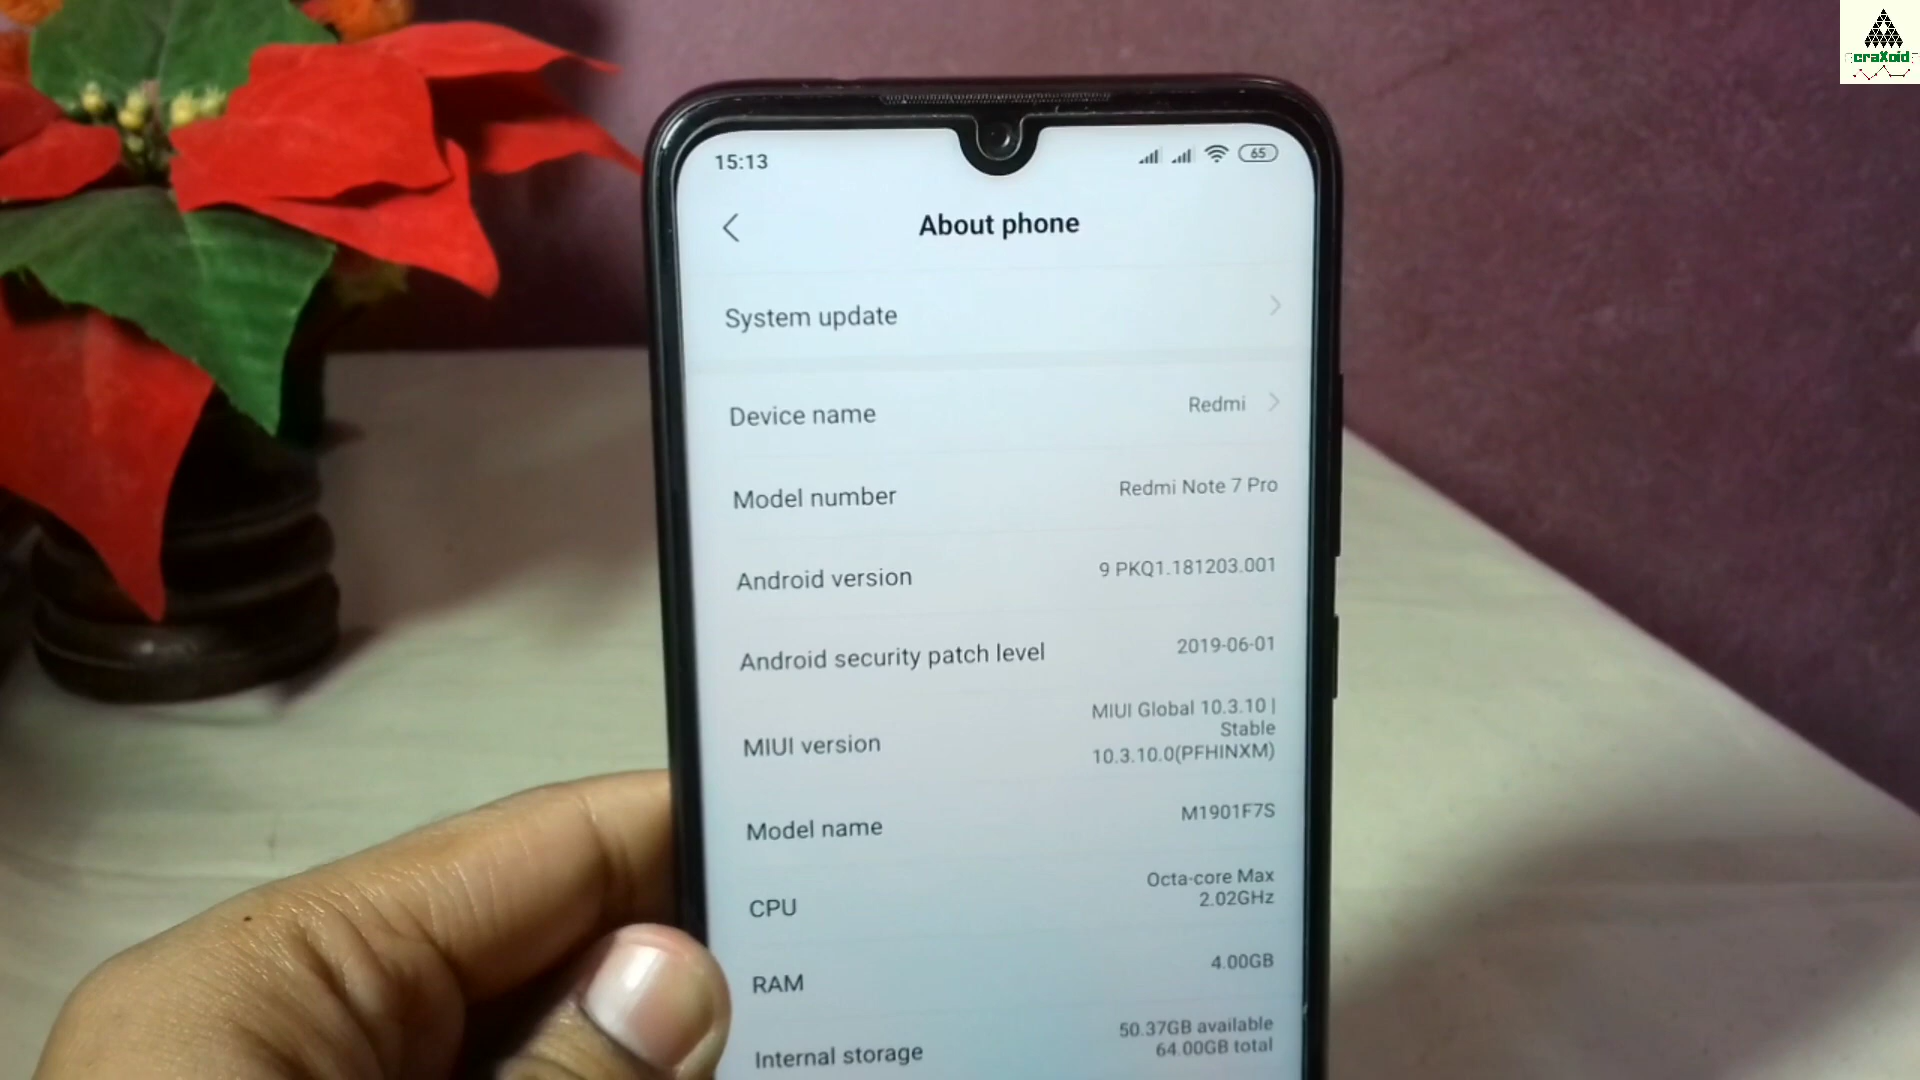 craXoid
15:13
65
About phone
System update
Device name Redmi
Model number Redmi Note 7 Pro
Android version 9 PKQ1.181203.001
Android security patch level 2019-06-01
MIUI version MIUI Global 10.3.10 |
Stable
10.3.10.0(PFHINXM)
Model name M1901F7S
CPU Octa-core Max
2.02GHz
RAM 4.00GB
Internal storage 50.37GB available
64.00GB total